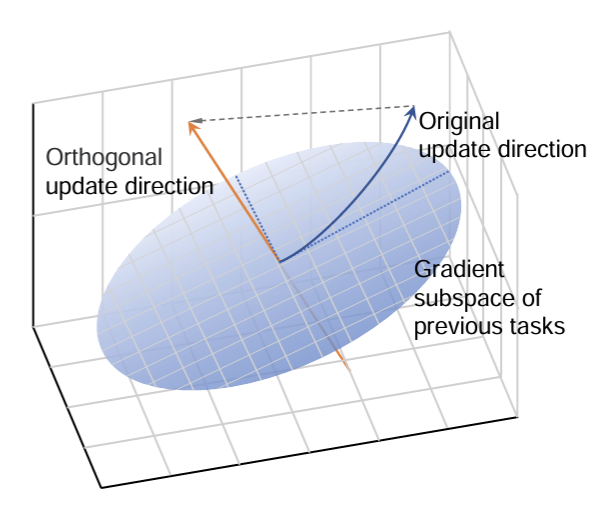 Original
update direction
Orthogonal
update direction
Gradient
subspace of
previous tasks